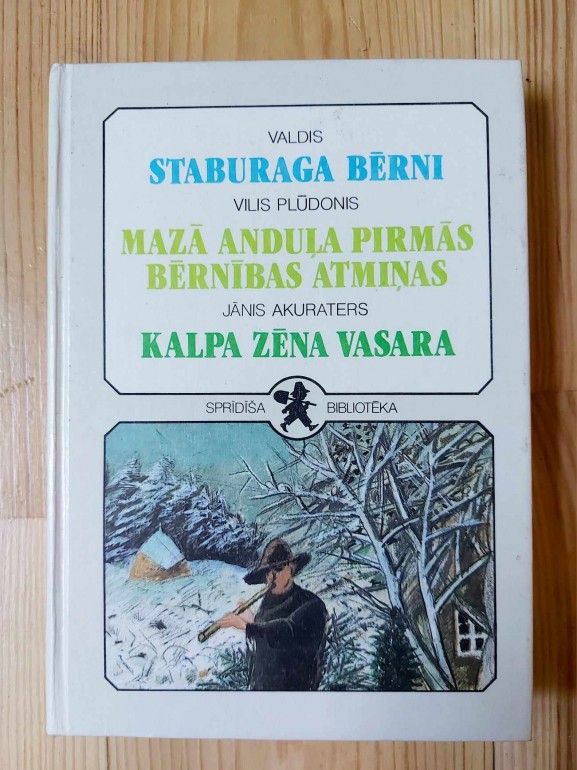 VALDIS
STABURAGA BĒRNI
VILIS PLŪDONIS
MAZĀ ANDUĻA PIRMĀS
BĒRNĪBAS ATMIŅAS
JĀNIS AKURATERS
KALPA ZĒNA VASARA
SPRĪDĪŠA BIBLIOTĒKA